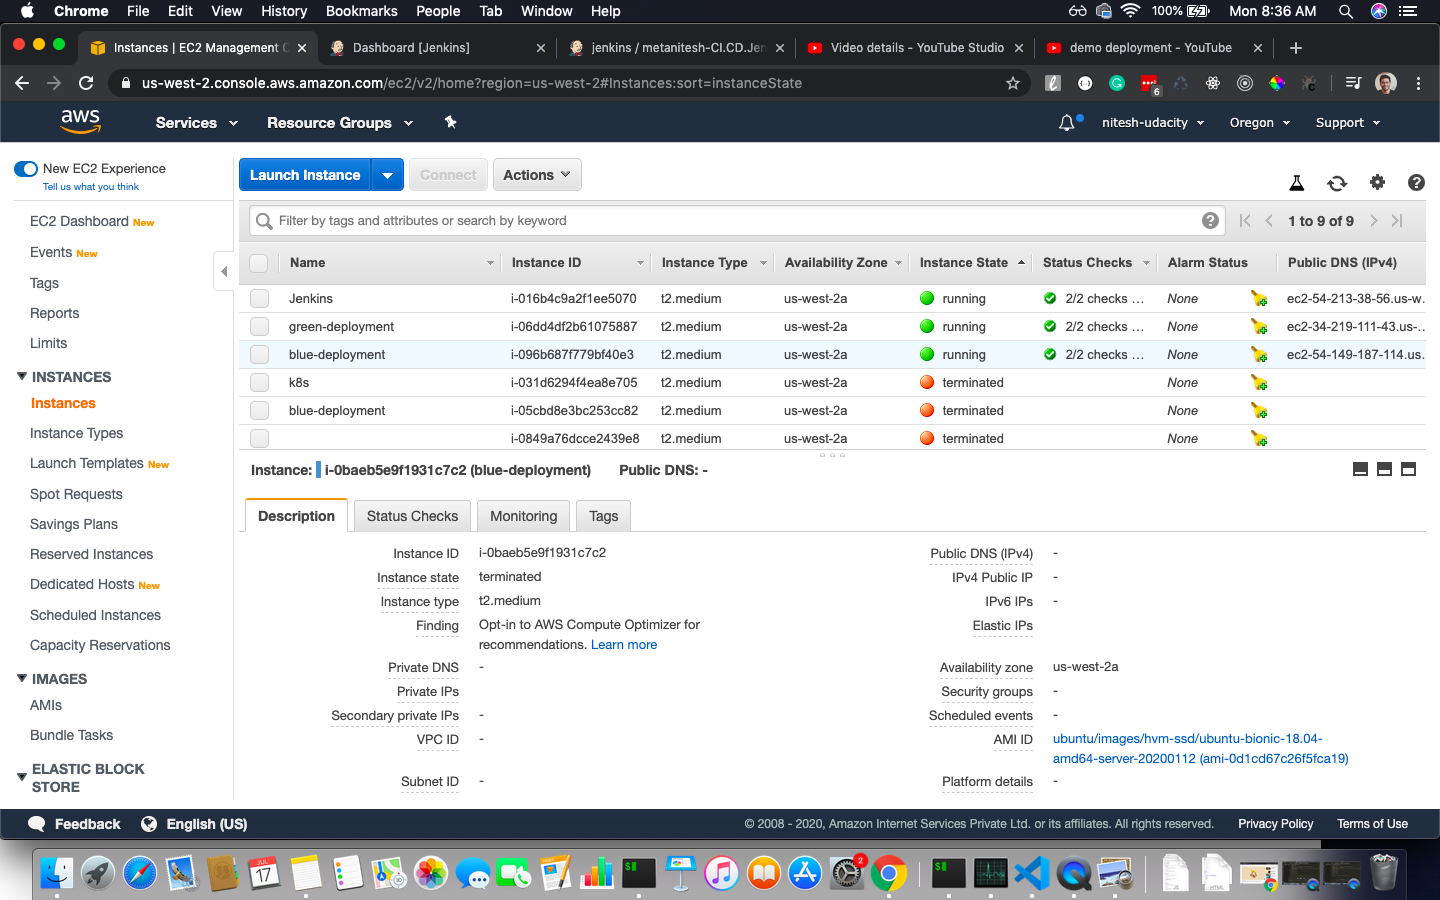 Chrome File Edit View History Bookmarks People Tab Window Help 100% Mon 8:36 AM
Instances | EC2 Management C Dashboard [Jenkins] jenkins / metanitesh-CI.CD.Jen Video details - YouTube Studio demo deployment - YouTube
us-west-2.console.aws.amazon.com/ec2/v2/home?region=us-west-2#Instances:sort=instanceState 6
aws Services Resource Groups nitesh-udacity Oregon Support
New EC2 Experience
Tell us what you think
EC2 Dashboard New
Events New
Tags
Reports
Limits
INSTANCES
Instances
Instance Types
Launch Templates New
Spot Requests
Savings Plans
Reserved Instances
Dedicated Hosts New
Scheduled Instances
Capacity Reservations
IMAGES
AMIs
Bundle Tasks
ELASTIC BLOCK
STORE
Launch Instance Connect Actions
Filter by tags and attributes or search by keyword 1 to 9 of 9
Name Instance ID Instance Type Availability Zone Instance State Status Checks Alarm Status Public DNS (IPv4)
Jenkins i-016b4c9a2f1ee5070 t2.medium us-west-2a running 2/2 checks ... None ec2-54-213-38-56.us-w...
green-deployment i-06dd4df2b61075887 t2.medium us-west-2a running 2/2 checks ... None ec2-34-219-111-43.us-...
blue-deployment i-096b687f779bf40e3 t2.medium us-west-2a running 2/2 checks ... None ec2-54-149-187-114.us...
k8s i-031d6294f4ea8e705 t2.medium us-west-2a terminated None
blue-deployment i-05cbd8e3bc253cc82 t2.medium us-west-2a terminated None
i-0849a76dcce2439e8 t2.medium us-west-2a terminated None
Instance: i-0baeb5e9f1931c7c2 (blue-deployment) Public DNS: -
Description Status Checks Monitoring Tags
Instance ID i-0baeb5e9f1931c7c2 Public DNS (IPv4) -
Instance state terminated IPv4 Public IP -
Instance type t2.medium IPv6 IPs -
Finding Opt-in to AWS Compute Optimizer for Elastic IPs
recommendations. Learn more
Private DNS - Availability zone us-west-2a
Private IPs Security groups -
Secondary private IPs - Scheduled events -
VPC ID - AMI ID ubuntu/images/hvm-ssd/ubuntu-bionic-18.04-
amd64-server-20200112 (ami-0d1cd67c26f5fca19)
Subnet ID - Platform details -
Feedback English (US) © 2008 - 2020, Amazon Internet Services Private Ltd. or its affiliates. All rights reserved. Privacy Policy Terms of Use
JUL
17
2